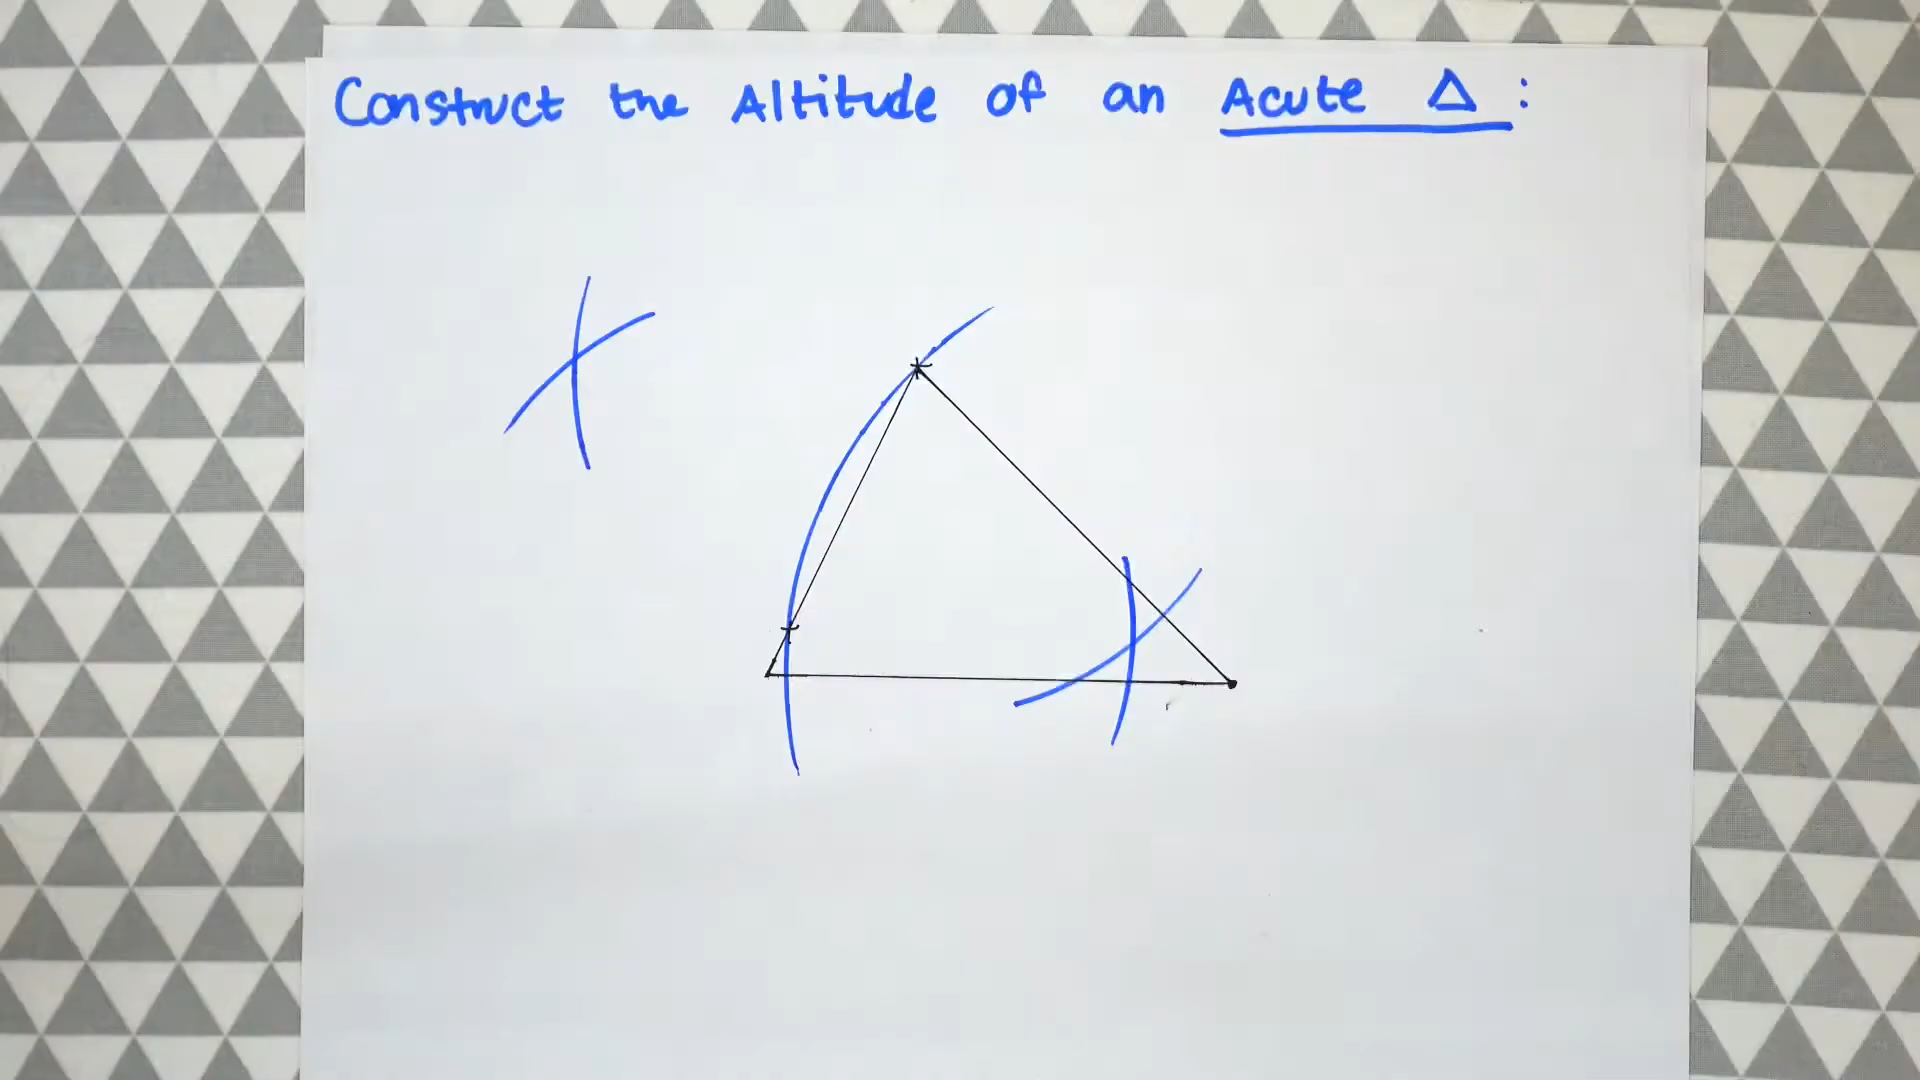 Construct the Altitude of an Acute △ :